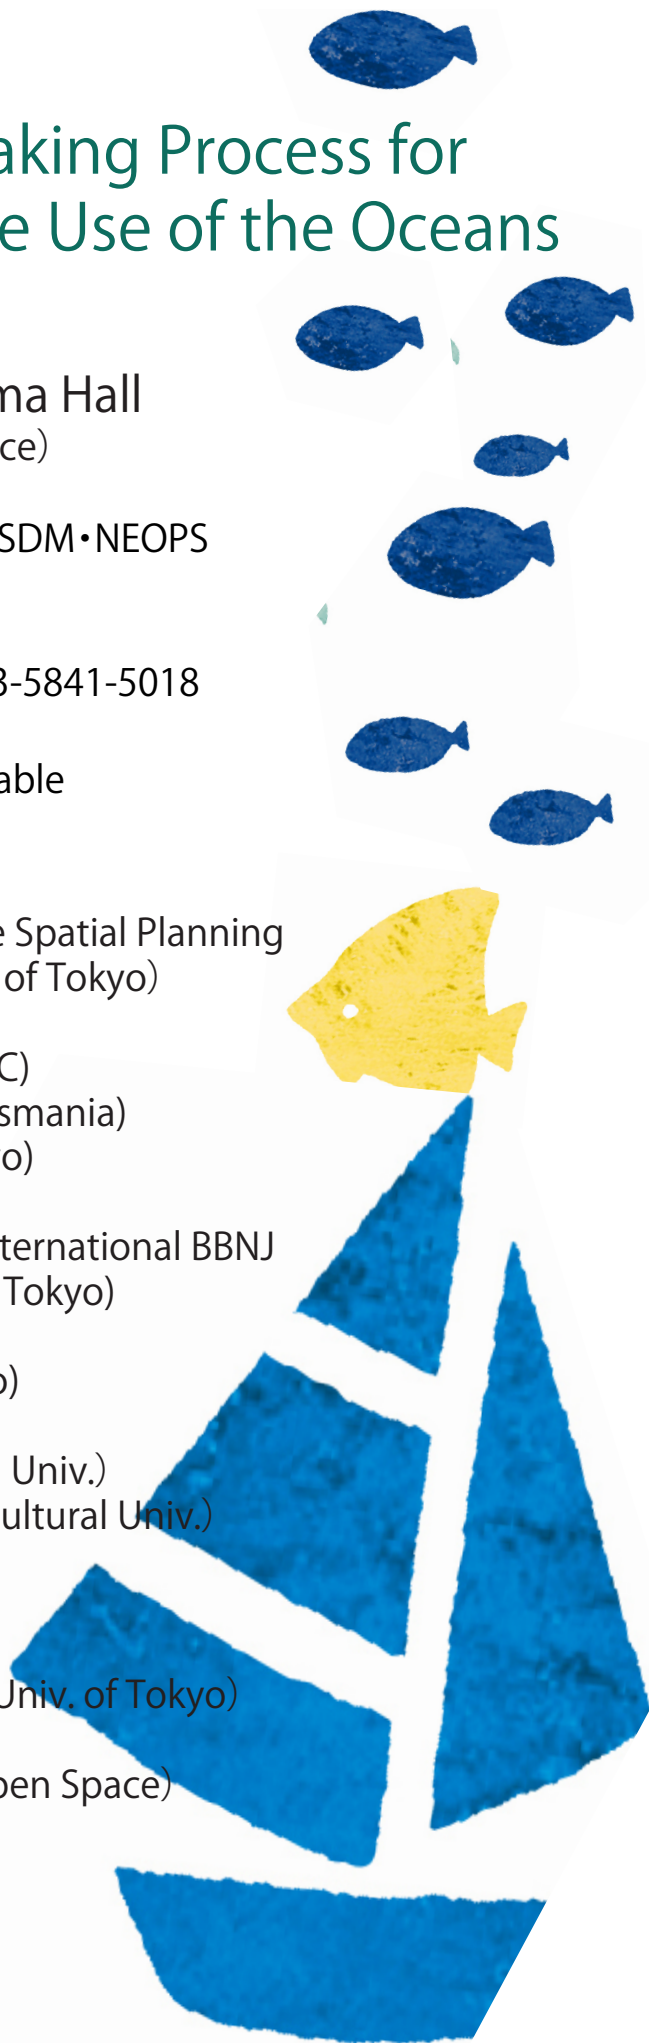 aking Process for
e Use of the Oceans
ma Hall
ce）
SDM・NEOPS
3-5841-5018
able
e Spatial Planning
of Tokyo）
C)
smania)
o)
ternational BBNJ
Tokyo)
o)
Univ.）
ultural Univ.）
Univ. of Tokyo）
pen Space）